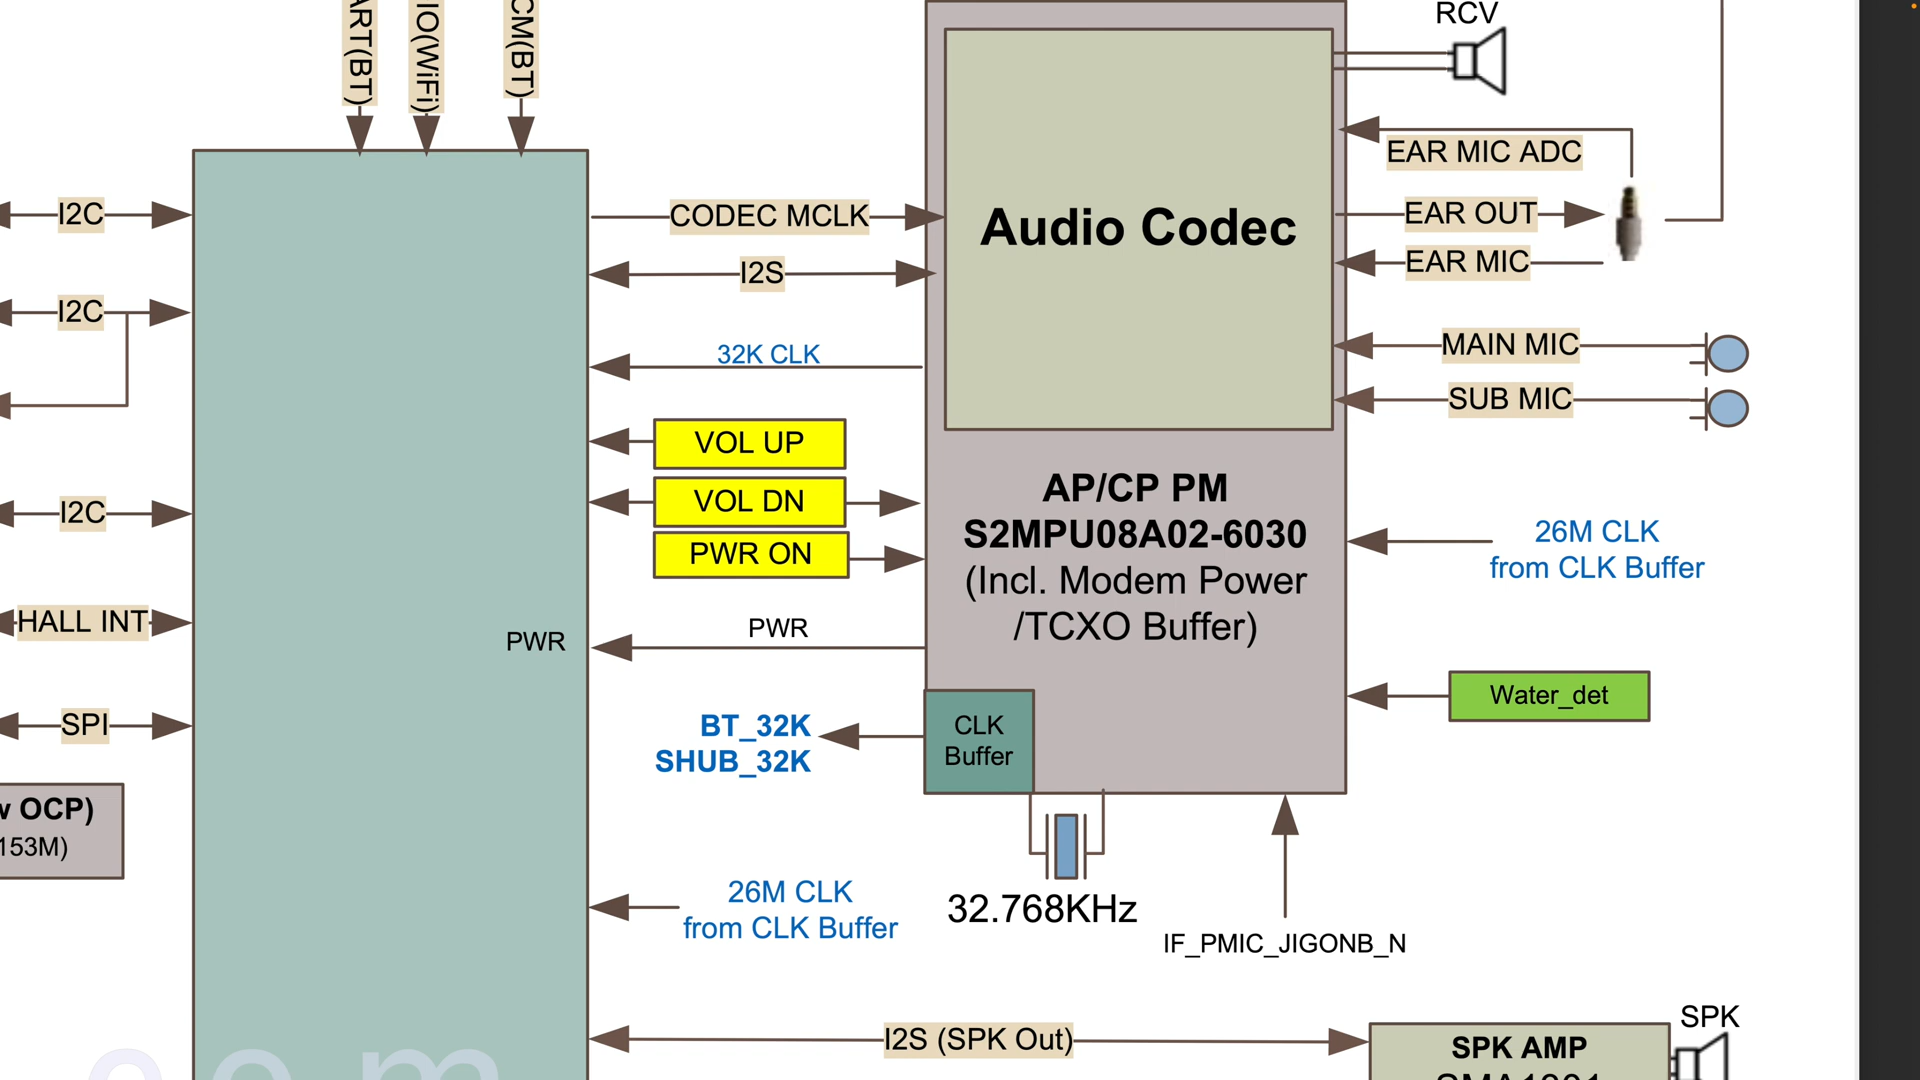 ART(BT)
IO(WiFi)
CM(BT)
RCV
I2C
CODEC MCLK
Audio Codec
EAR MIC ADC
EAR OUT
I2S
EAR MIC
I2C
32K CLK
MAIN MIC
SUB MIC
VOL UP
I2C
VOL DN
PWR ON
AP/CP PM
S2MPU08A02-6030
(Incl. Modem Power
/TCXO Buffer)
26M CLK
from CLK Buffer
HALL INT
PWR
PWR
Water_det
SPI
BT_32K
SHUB_32K
CLK
Buffer
OCP)
153M)
26M CLK
from CLK Buffer
32.768KHz
IF_PMIC_JIGONB_N
I2S (SPK Out)
SPK
SPK AMP
com